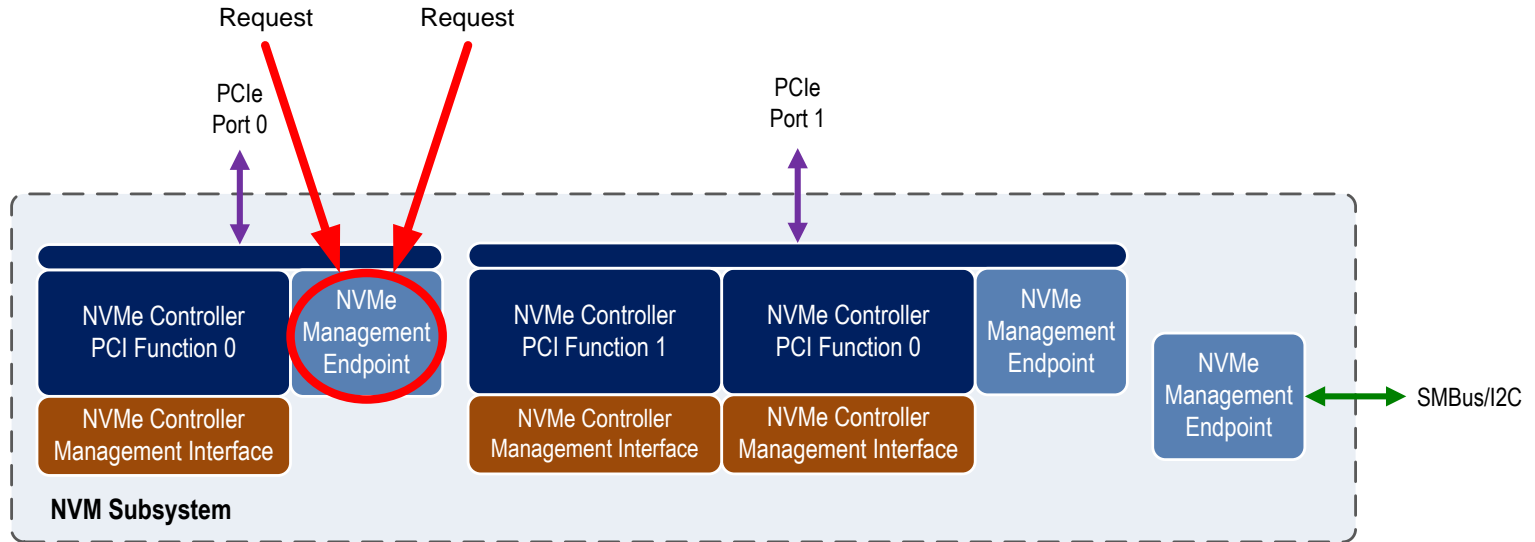 Request
Request
PCIe
Port 0
PCIe
Port 1
NVMe Controller
PCI Function 0
NVMe
Management
Endpoint
NVMe Controller
PCI Function 1
NVMe Controller
PCI Function 0
NVMe
Management
Endpoint
NVMe
Management
Endpoint
SMBus/I2C
NVMe Controller
Management Interface
NVMe Controller
Management Interface
NVMe Controller
Management Interface
NVM Subsystem